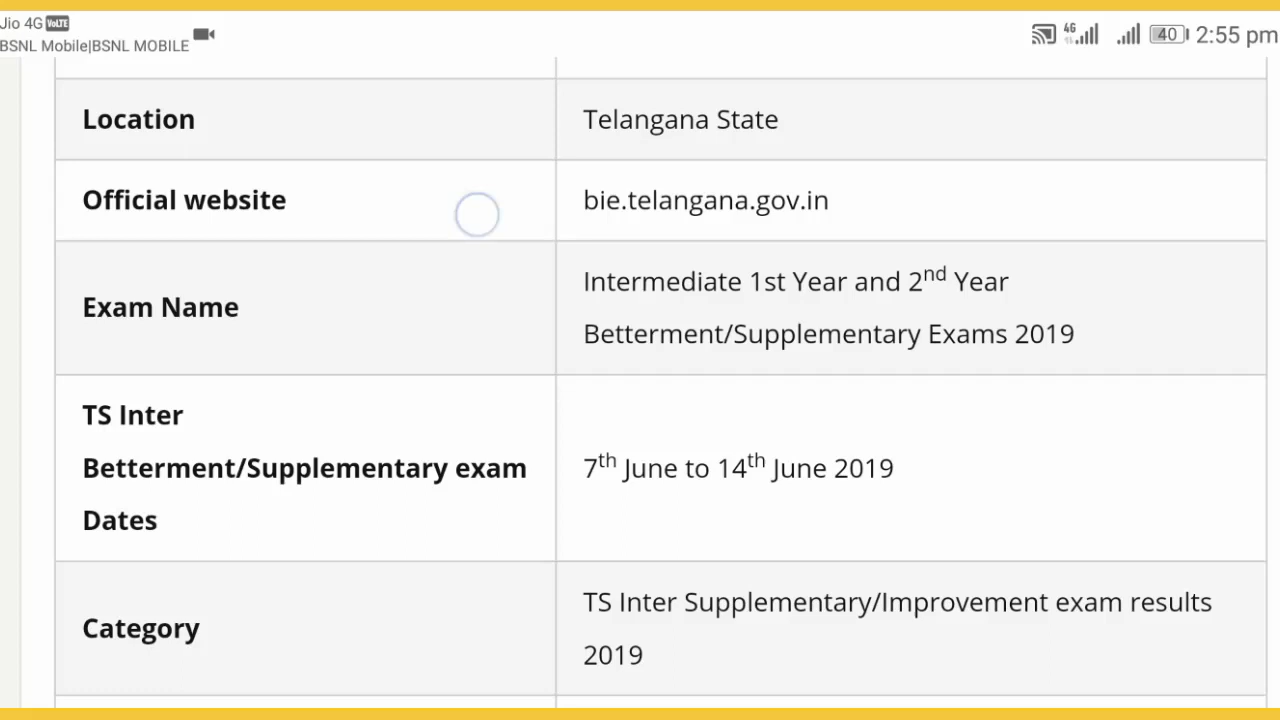 Jio 4G VoLTE
BSNL Mobile|BSNL MOBILE
4G 40 2:55 pm
Location Telangana State
Official website bie.telangana.gov.in
Exam Name Intermediate 1st Year and 2nd Year
Betterment/Supplementary Exams 2019
TS Inter
Betterment/Supplementary exam 7th June to 14th June 2019
Dates
Category TS Inter Supplementary/Improvement exam results
2019